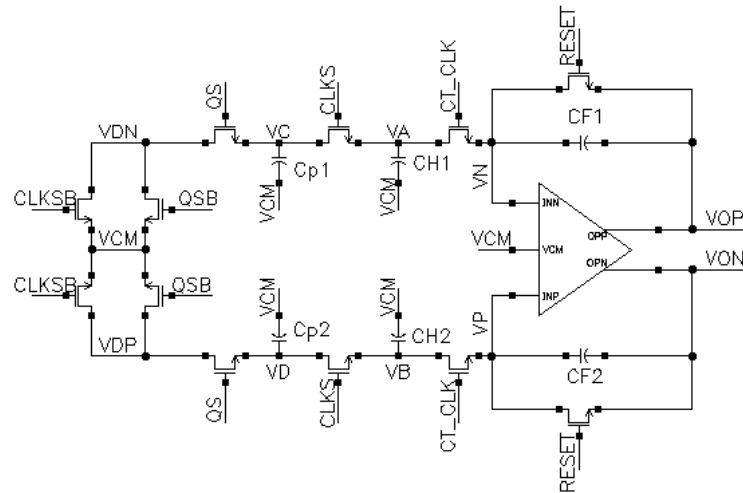 RESET
QS
CLKS
CT_CLK
CF1
VDN
VC
VA
Cp1
CH1
VN
VCM
VCM
CLKSB
QSB
INN
VCM
VCM
VCM
OPP
OPN
VOP
VON
CLKSB
QSB
VCM
VCM
INP
Cp2
CH2
VP
VDP
VD
VB
CF2
QS
CLKS
CT_CLK
RESET